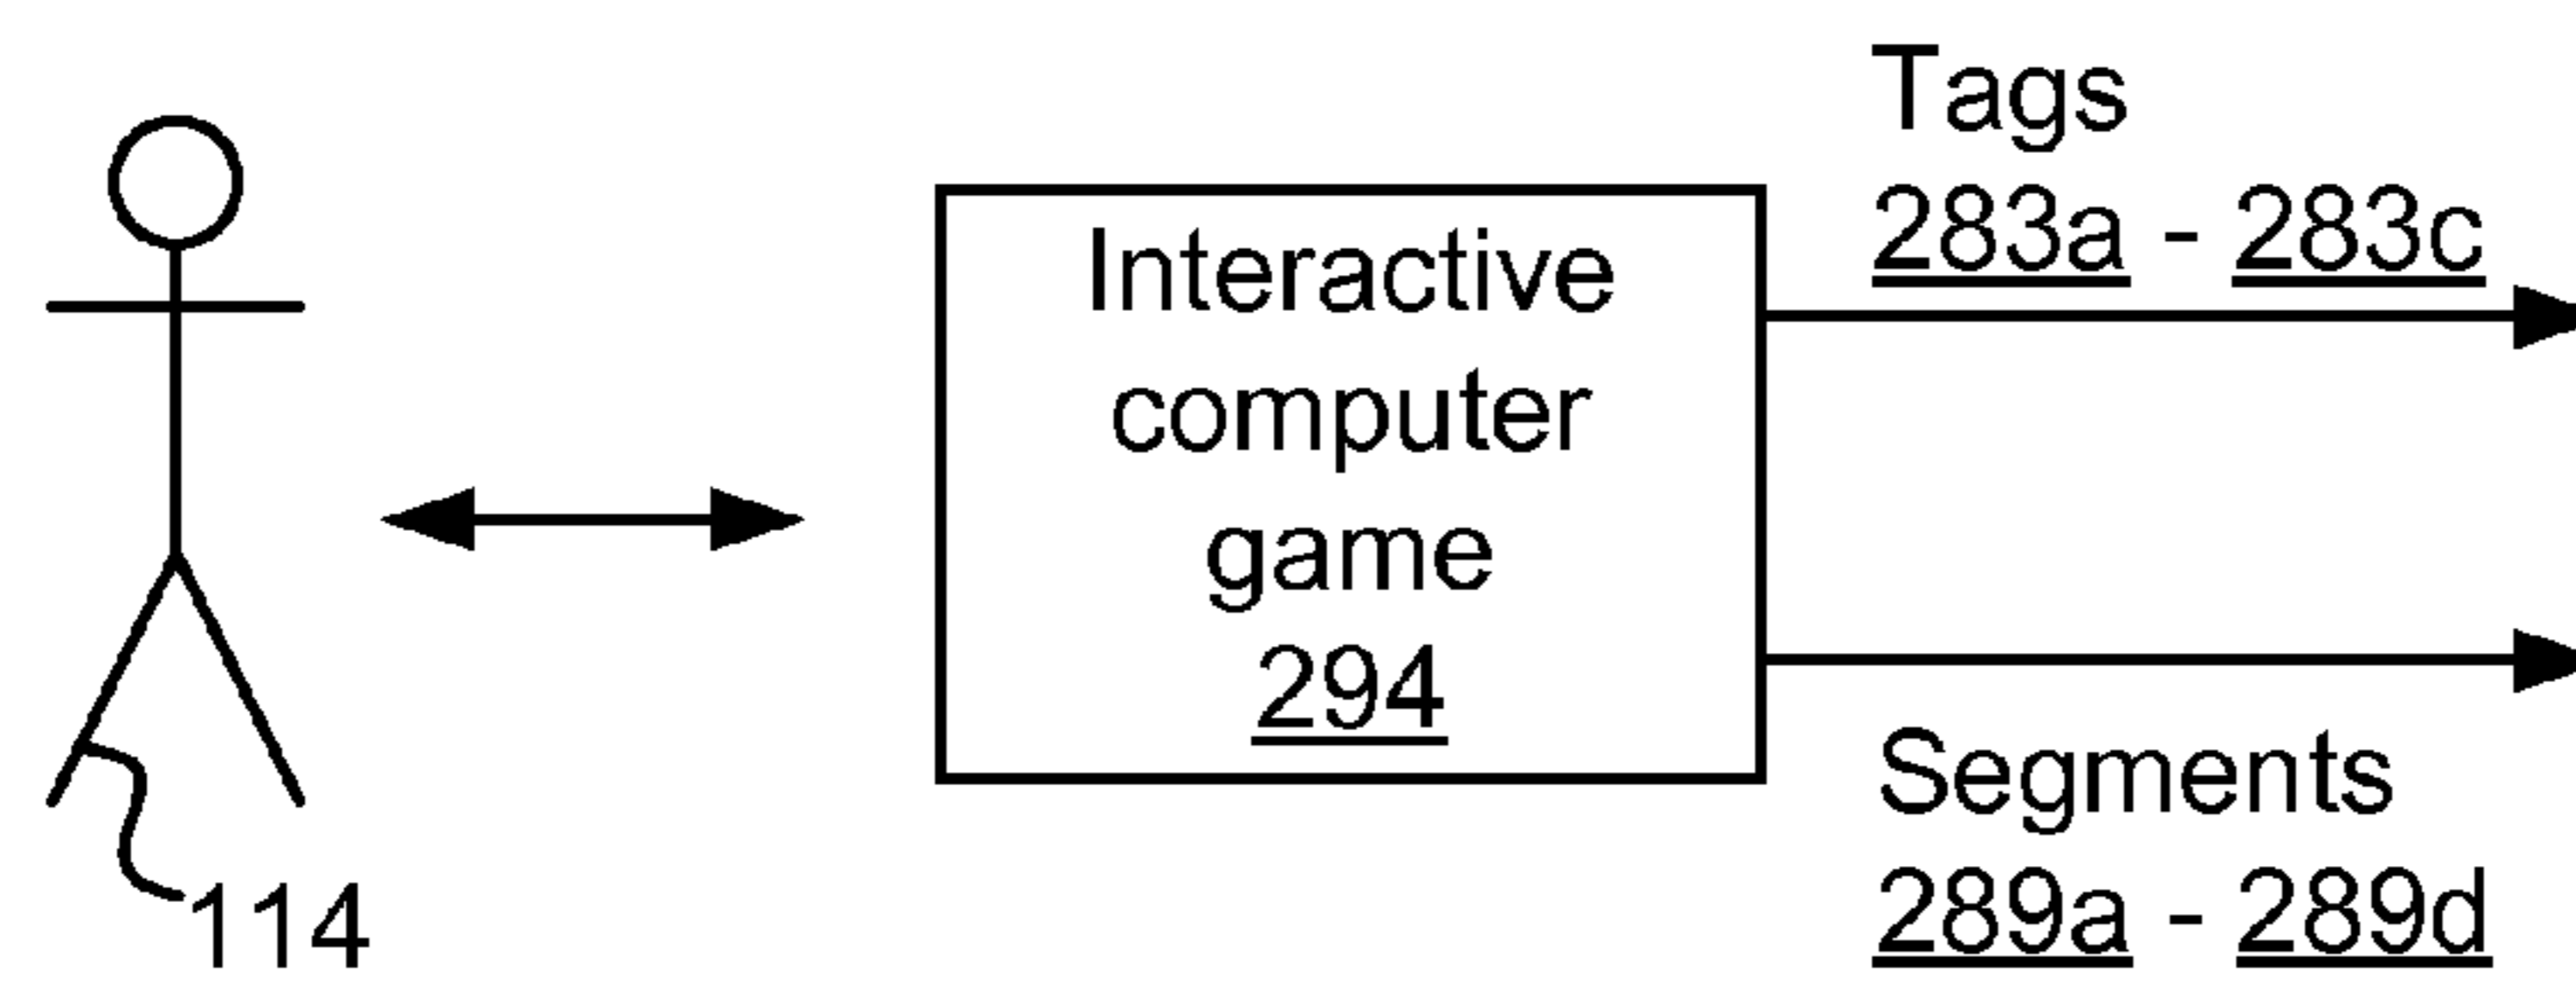 Tags
283a - 283c
Interactive
computer
game
294
Segments
289a - 289d
114